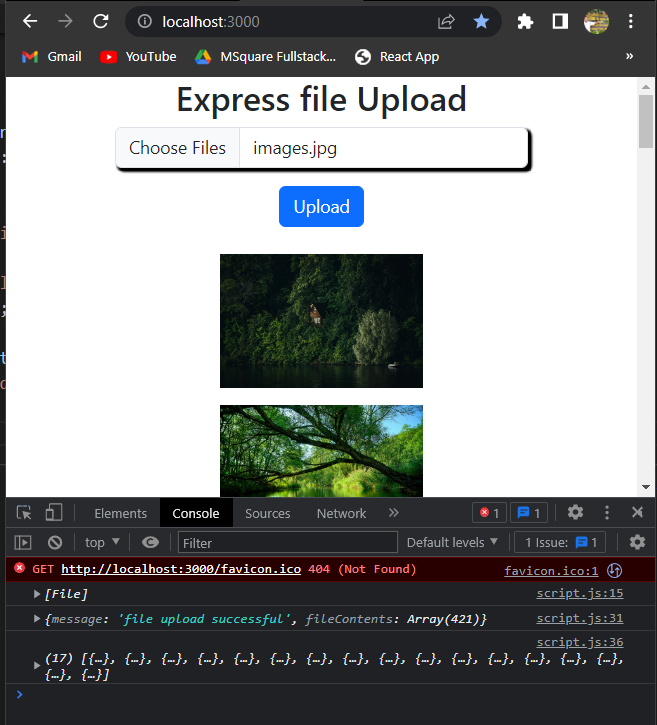 localhost:3000
Gmail YouTube MSquare Fullstack... React App »
Express file Upload
Choose Files images.jpg
Upload
Elements Console Sources Network » 1 1
top Filter Default levels 1 Issue: 1
GET http://localhost:3000/favicon.ico 404 (Not Found) favicon.ico:1
[File] script.js:15
{message: 'file upload successful', fileContents: Array(421)} script.js:31
script.js:36
(17) [{…}, {…}, {…}, {…}, {…}, {…}, {…}, {…}, {…}, {…}, {…}, {…}, {…}, {…}, {…},
{…}, {…}]